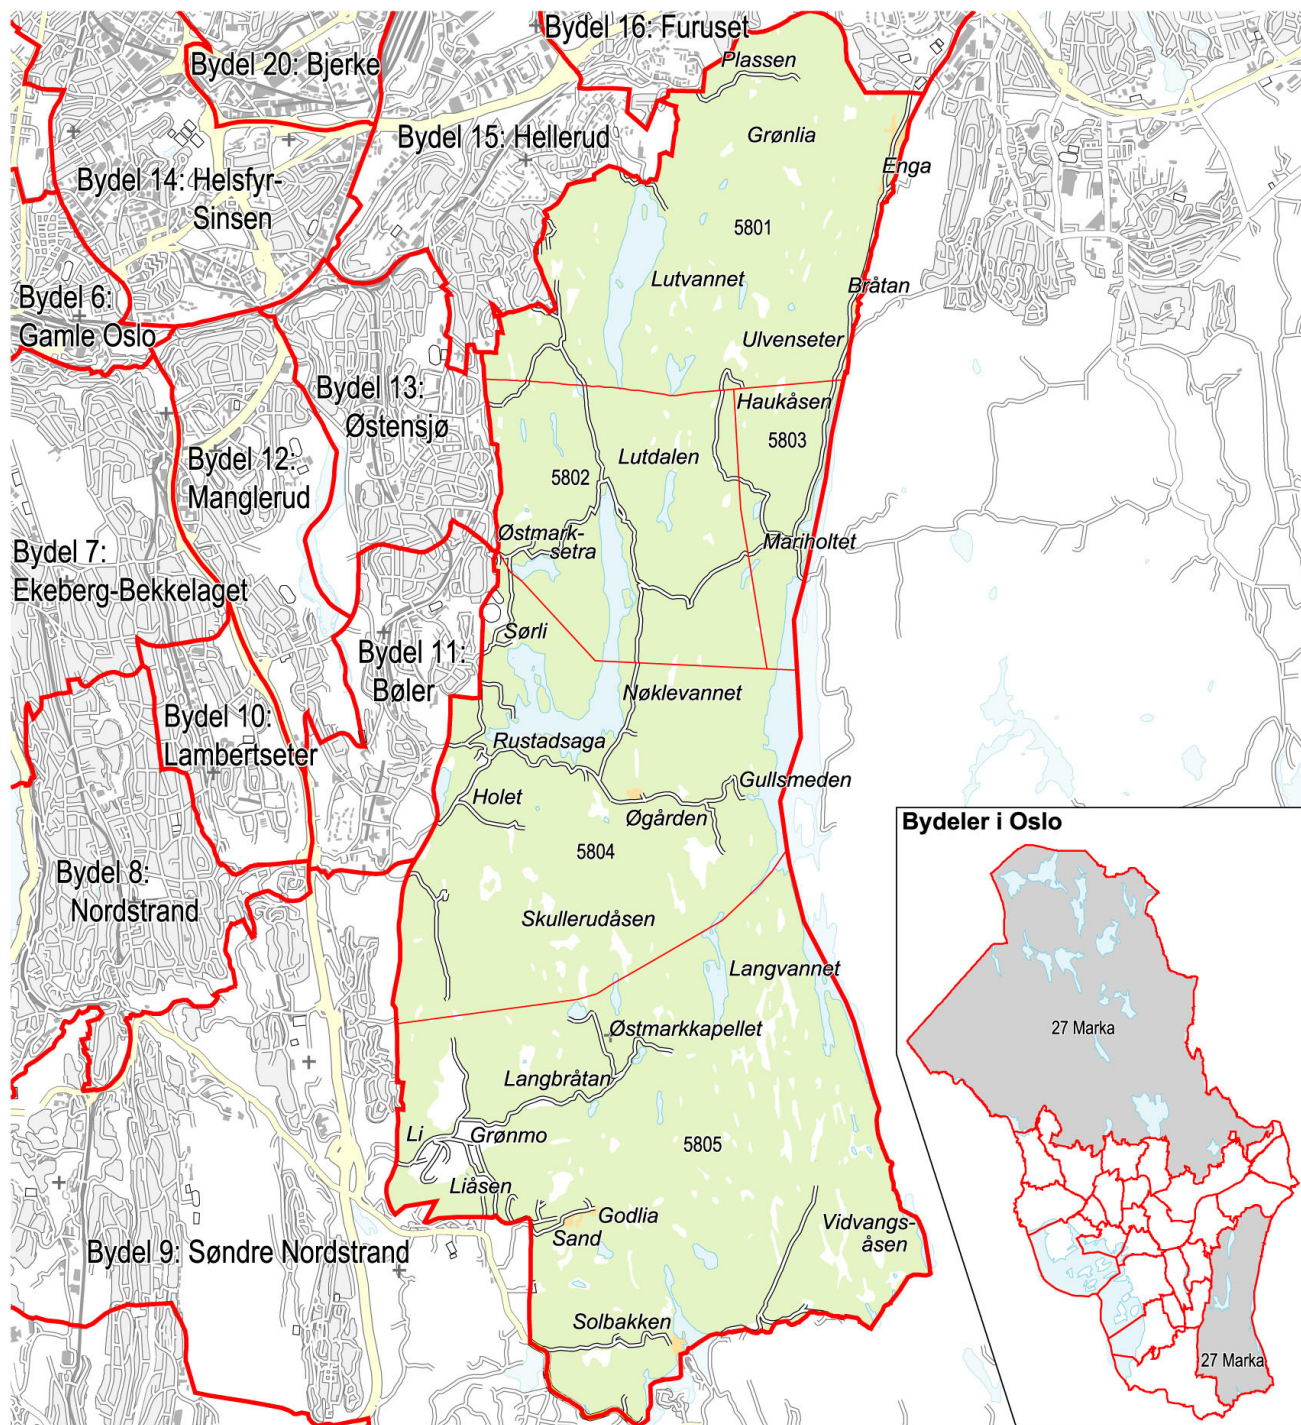 Bydel 16: Furuset
Plassen
Bydel 20: Bjerke
Grønlia
Bydel 15: Hellerud
Enga
Bydel 14: Helsfyr-
Sinsen
5801
Lutvannet
Bråtan
Bydel 6:
Gamle Oslo
Ulvenseter
Bydel 13:
Østensjø
Haukåsen
5803
Lutdalen
Bydel 12:
Manglerud
5802
Østmark-
setra
Mariholtet
Bydel 7:
Ekeberg-Bekkelaget
Sørli
Bydel 11:
Bøler
Nøklevannet
Bydel 10:
Lambertseter
Rustadsaga
Gullsmeden
Holet
Øgården
Bydeler i Oslo
5804
Bydel 8:
Nordstrand
Skullerudåsen
Langvannet
27 Marka
Østmarkkapellet
Langbråtan
Li
Grønmo
5805
Liåsen
Godlia
Sand
Vidvangs-
åsen
Bydel 9: Søndre Nordstrand
Solbakken
27 Marka